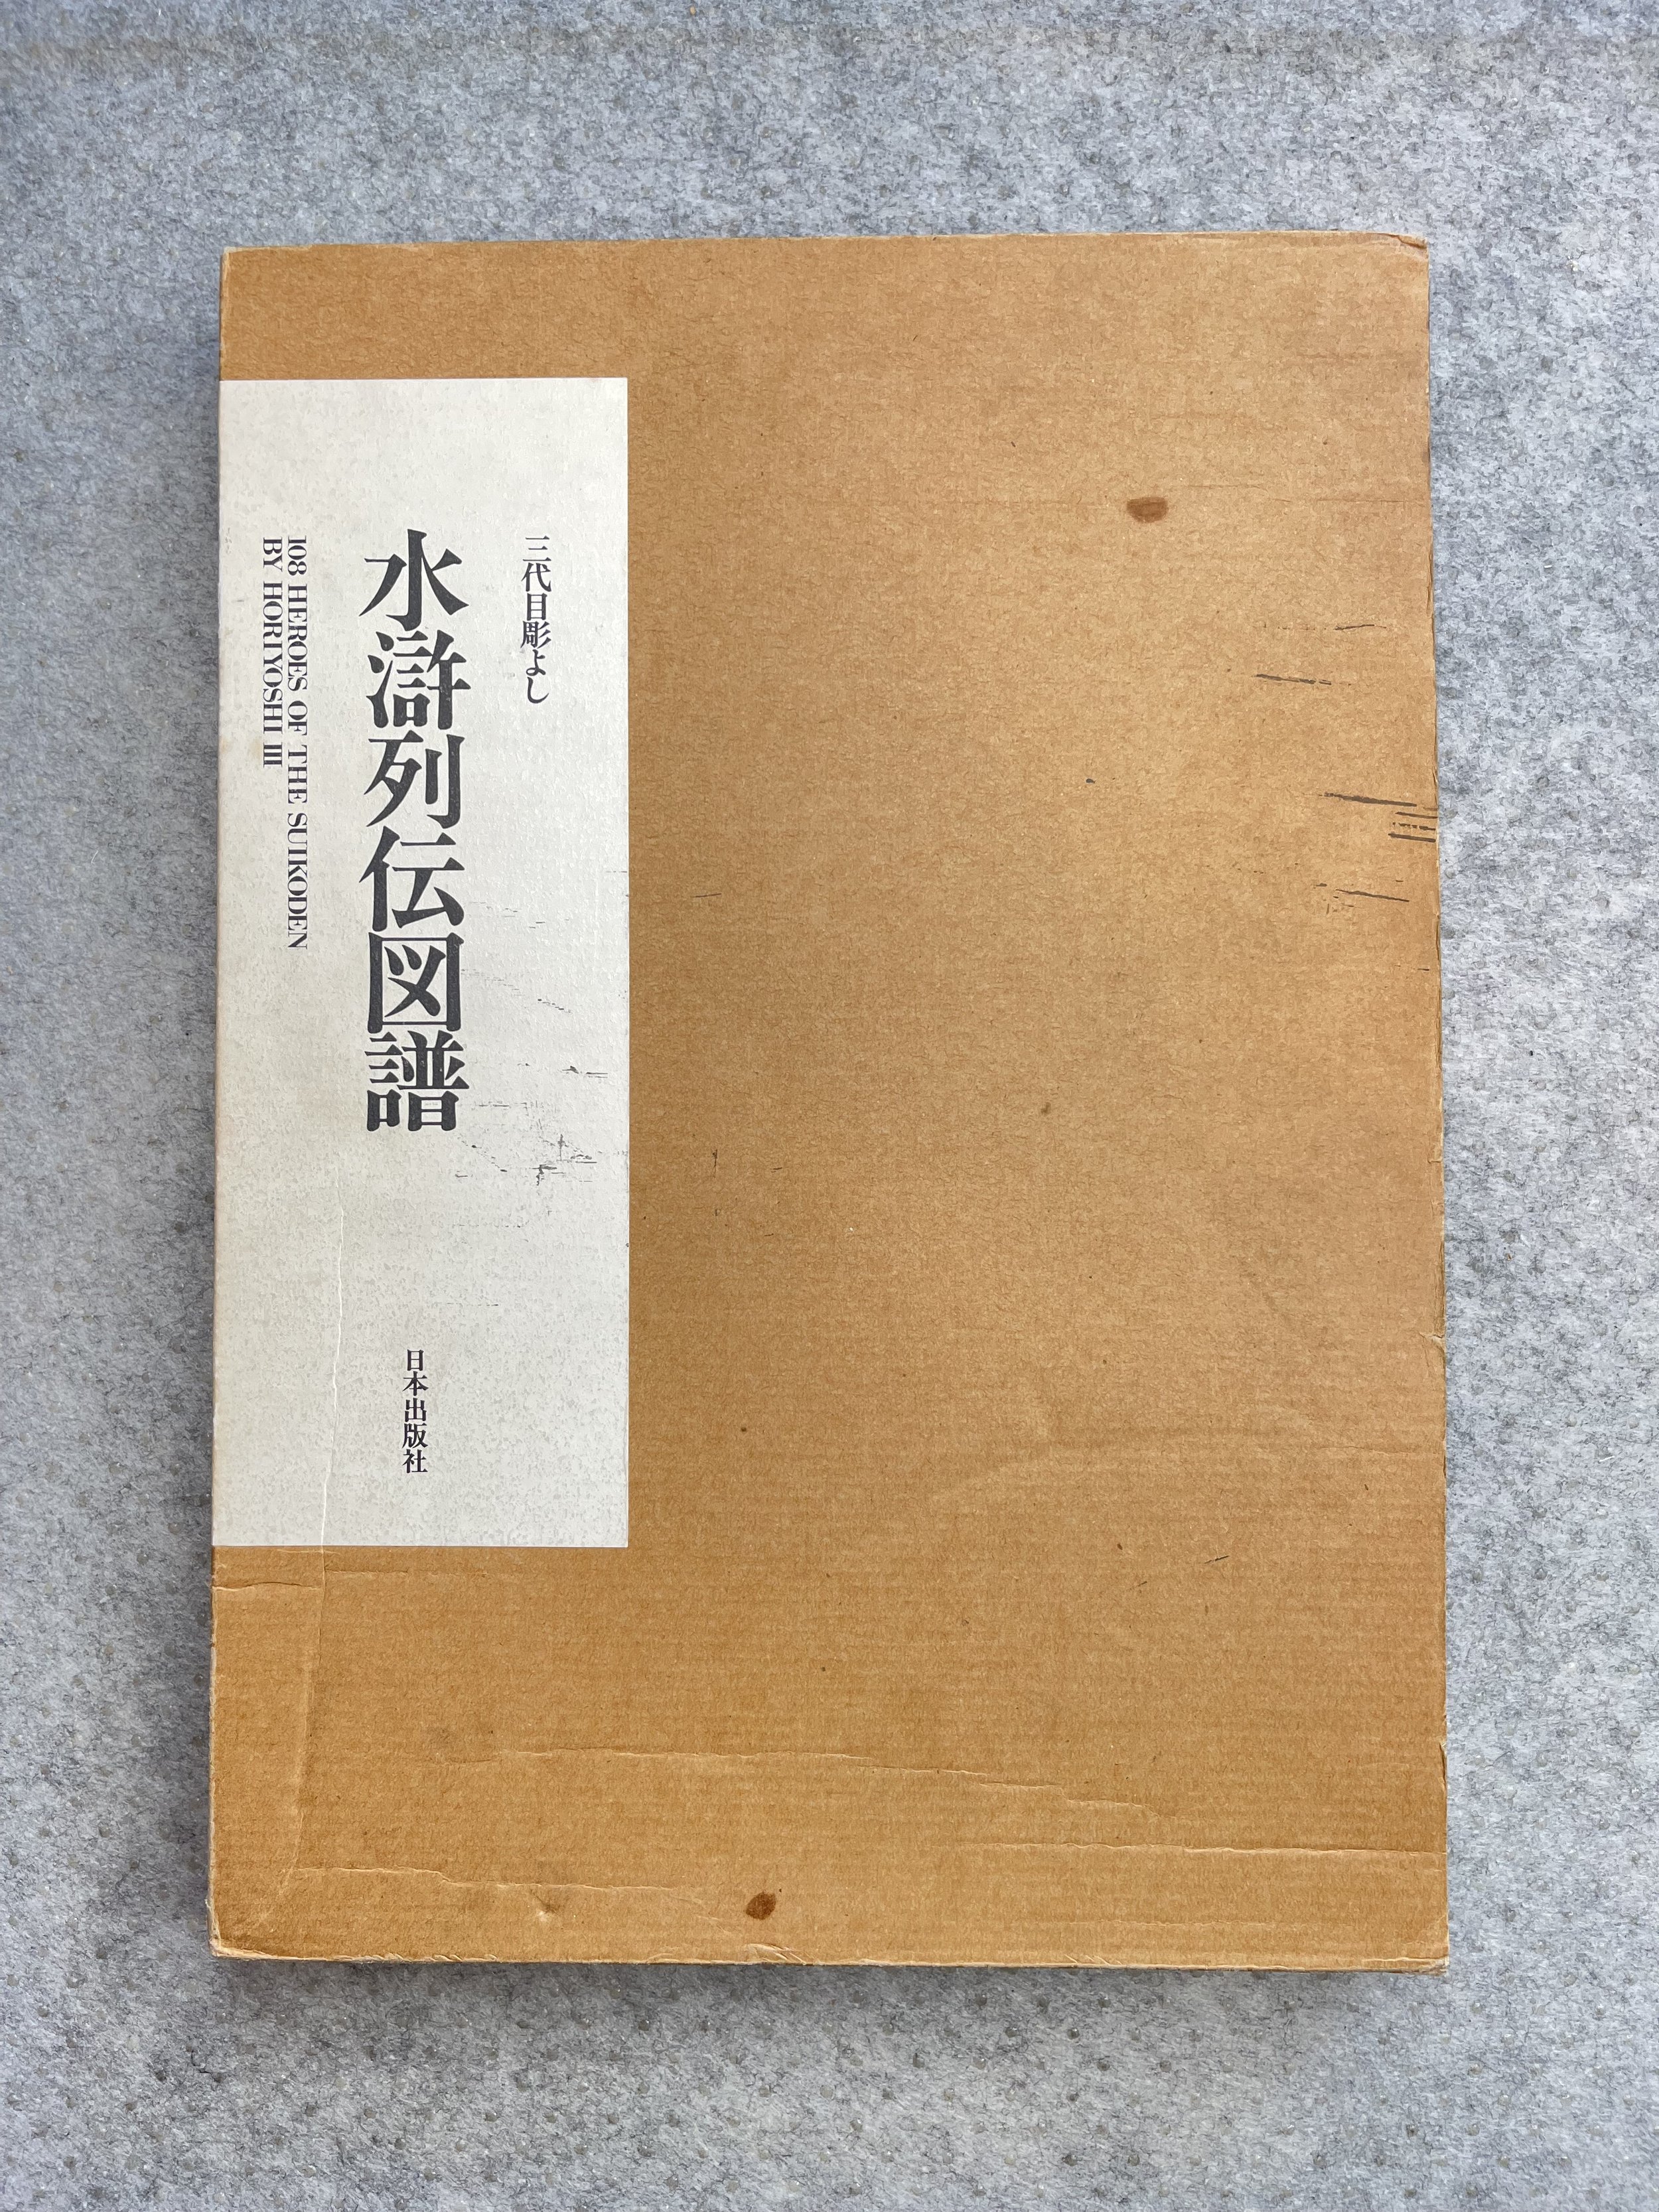 三代目彫よし
水滸列伝図譜
108 HEROES OF THE SUIKODEN
BY HORIYOSHI III
日本出版社